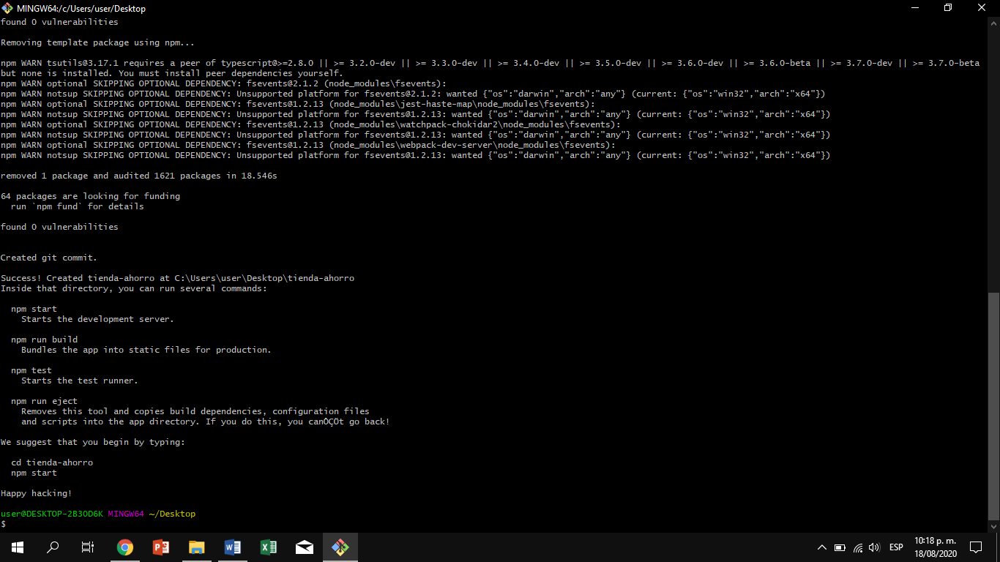 MINGW64:/c/Users/user/Desktop
found 0 vulnerabilities
Removing template package using npm...
npm WARN tsutils@3.17.1 requires a peer of typescript@>=2.8.0 || >= 3.2.0-dev || >= 3.3.0-dev || >= 3.4.0-dev || >= 3.5.0-dev || >= 3.6.0-dev || >= 3.6.0-beta || >= 3.7.0-dev || >= 3.7.0-beta
but none is installed. You must install peer dependencies yourself.
npm WARN optional SKIPPING OPTIONAL DEPENDENCY: fsevents@2.1.2 (node_modules\fsevents):
npm WARN notsup SKIPPING OPTIONAL DEPENDENCY: Unsupported platform for fsevents@2.1.2: wanted {"os":"darwin","arch":"any"} (current: {"os":"win32","arch":"x64"})
npm WARN optional SKIPPING OPTIONAL DEPENDENCY: fsevents@1.2.13 (node_modules\jest-haste-map\node_modules\fsevents):
npm WARN notsup SKIPPING OPTIONAL DEPENDENCY: Unsupported platform for fsevents@1.2.13: wanted {"os":"darwin","arch":"any"} (current: {"os":"win32","arch":"x64"})
npm WARN optional SKIPPING OPTIONAL DEPENDENCY: fsevents@1.2.13 (node_modules\watchpack-chokidar2\node_modules\fsevents):
npm WARN notsup SKIPPING OPTIONAL DEPENDENCY: Unsupported platform for fsevents@1.2.13: wanted {"os":"darwin","arch":"any"} (current: {"os":"win32","arch":"x64"})
npm WARN optional SKIPPING OPTIONAL DEPENDENCY: fsevents@1.2.13 (node_modules\webpack-dev-server\node_modules\fsevents):
npm WARN notsup SKIPPING OPTIONAL DEPENDENCY: Unsupported platform for fsevents@1.2.13: wanted {"os":"darwin","arch":"any"} (current: {"os":"win32","arch":"x64"})
removed 1 package and audited 1621 packages in 18.546s
64 packages are looking for funding
run `npm fund` for details
found 0 vulnerabilities
Created git commit.
Success! Created tienda-ahorro at C:\Users\user\Desktop\tienda-ahorro
Inside that directory, you can run several commands:
npm start
Starts the development server.
npm run build
Bundles the app into static files for production.
npm test
Starts the test runner.
npm run eject
Removes this tool and copies build dependencies, configuration files
and scripts into the app directory. If you do this, you canÔÇÖt go back!
We suggest that you begin by typing:
cd tienda-ahorro
npm start
Happy hacking!
user@DESKTOP-2B3OD6K MINGW64 ~/Desktop
$
ESP
10:18 p. m.
18/08/2020